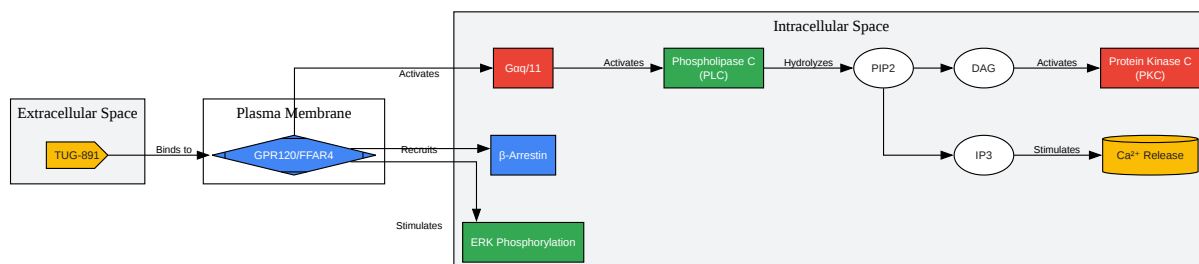 Intracellular Space
Extracellular Space
Plasma Membrane
TUG-891
Binds to
GPR120/FFAR4
Activates
Gαq/11
Activates
Phospholipase C
(PLC)
Hydrolyzes
PIP2
DAG
Activates
Protein Kinase C
(PKC)
Recruits
β-Arrestin
IP3
Stimulates
Ca²⁺ Release
Stimulates
ERK Phosphorylation